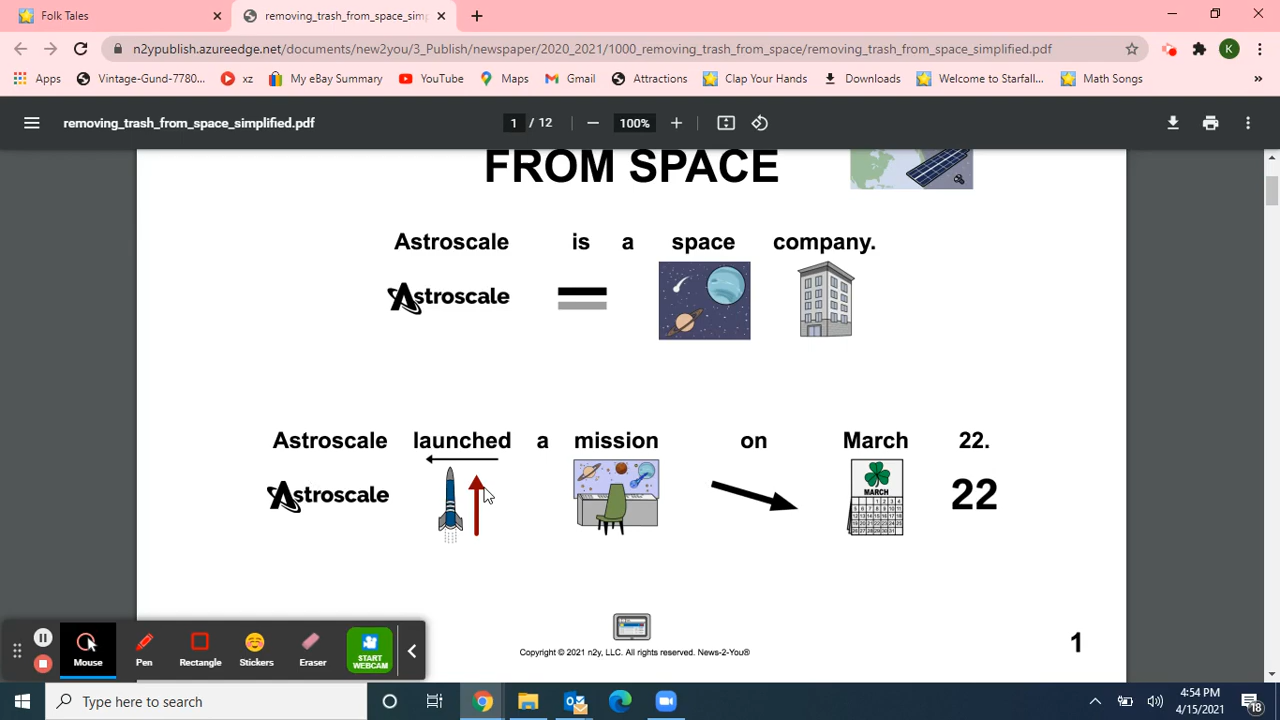 Folk Tales
removing_trash_from_space_sim
n2ypublish.azureedge.net/documents/new2you/3_Publish/newspaper/2020_2021/1000_removing_trash_from_space/removing_trash_from_space_simplified.pdf
K
Apps Vintage-Gund-7780... xz My eBay Summary YouTube Maps Gmail Attractions Clap Your Hands Downloads Welcome to Starfall... Math Songs »
removing_trash_from_space_simplified.pdf 1 / 12 100%
FROM SPACE
Astroscale is a space company.
Astroscale
Astroscale launched a mission on March 22.
Astroscale MARCH 22
Copyright © 2021 n2y, LLC. All rights reserved. News-2-You®
1
Mouse Pen Rectangle Stickers Eraser START WEBCAM
Type here to search
4:54 PM
4/15/2021
18